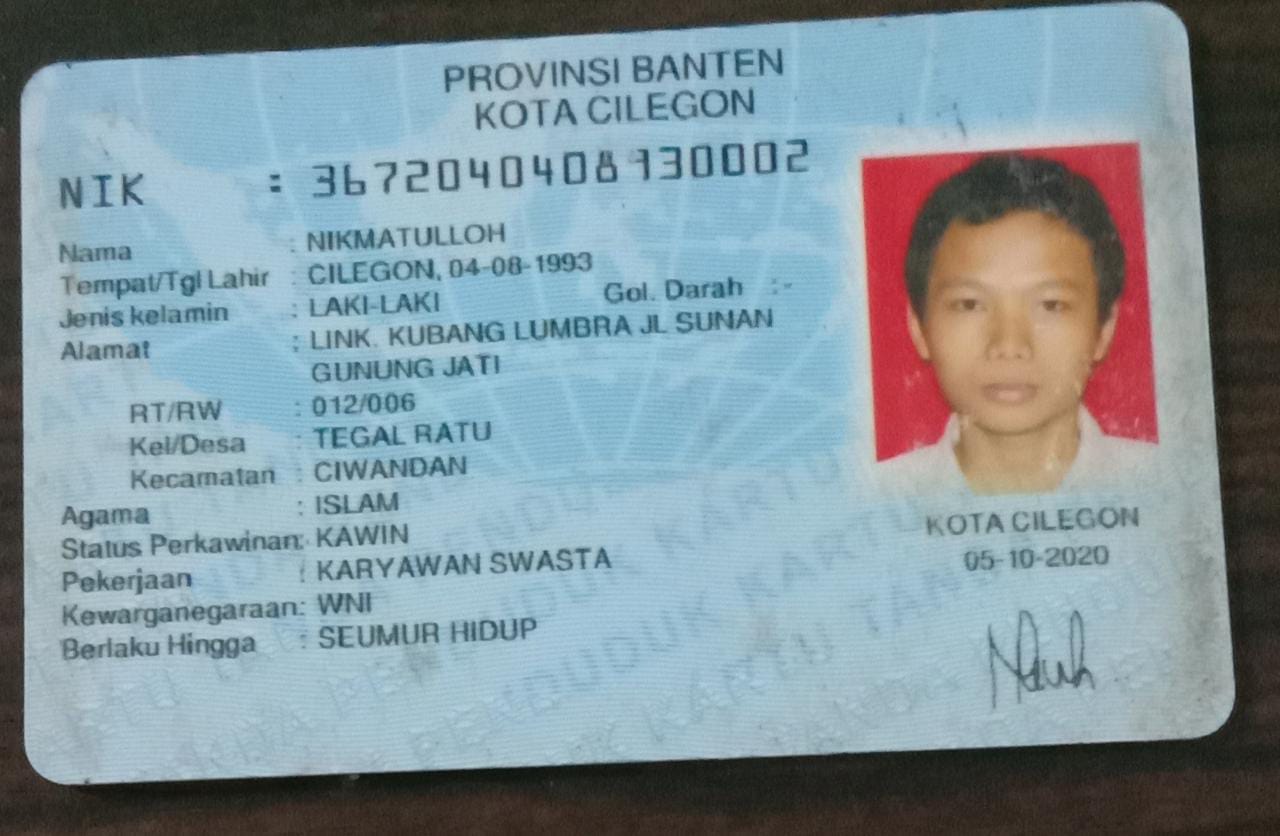 PROVINSI BANTEN
KOTA CILEGON
NIK : 3672040408930002
Nama : NIKMATULLOH
Tempat/Tgl Lahir : CILEGON, 04-08-1993
Jenis kelamin : LAKI-LAKI Gol. Darah : -
Alamat : LINK. KUBANG LUMBRA JL SUNAN
GUNUNG JATI
RT/RW : 012/006
Kel/Desa : TEGAL RATU
Kecamatan : CIWANDAN
Agama : ISLAM
Status Perkawinan: KAWIN
Pekerjaan : KARYAWAN SWASTA
Kewarganegaraan: WNI
Berlaku Hingga : SEUMUR HIDUP
KOTA CILEGON
05-10-2020